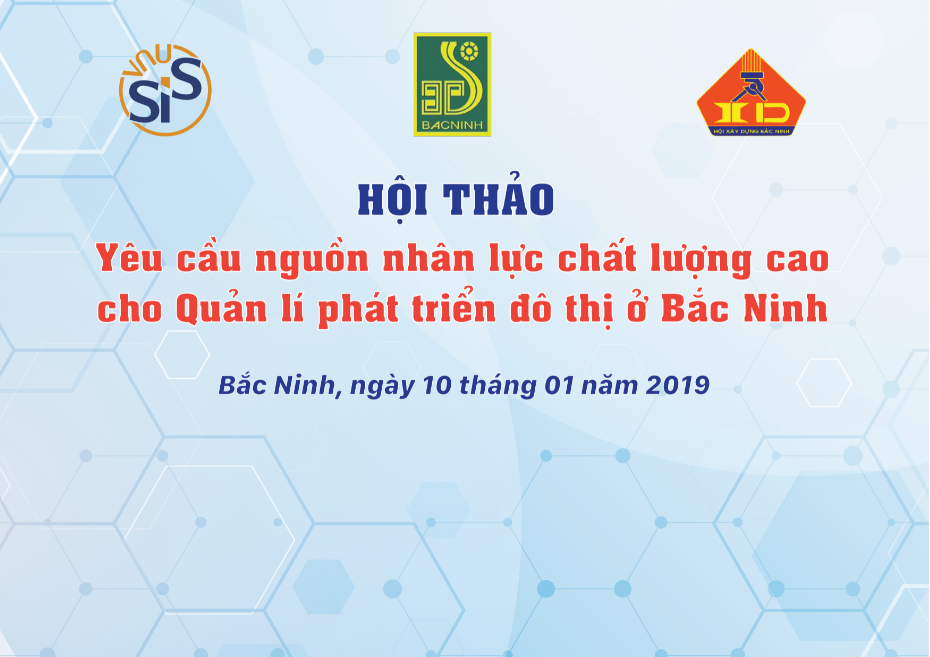 VNU
SiS
BACNINH
XD
HỘI XÂY DỰNG BẮC NINH
HỘI THẢO
Yêu cầu nguồn nhân lực chất lượng cao
cho Quản lí phát triển đô thị ở Bắc Ninh
Bắc Ninh, ngày 10 tháng 01 năm 2019